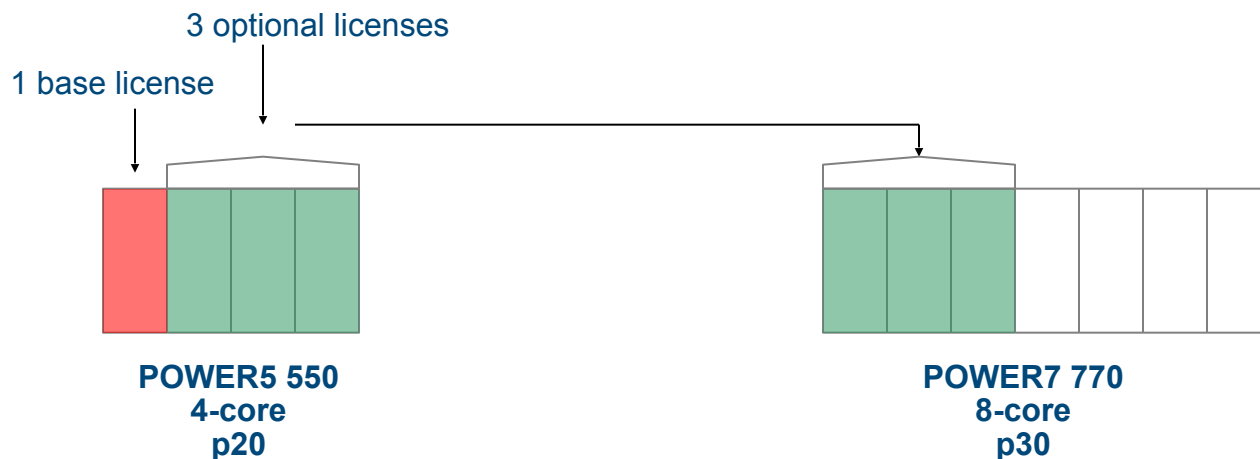 3 optional licenses
1 base license
POWER5 550
4-core
p20
POWER7 770
8-core
p30